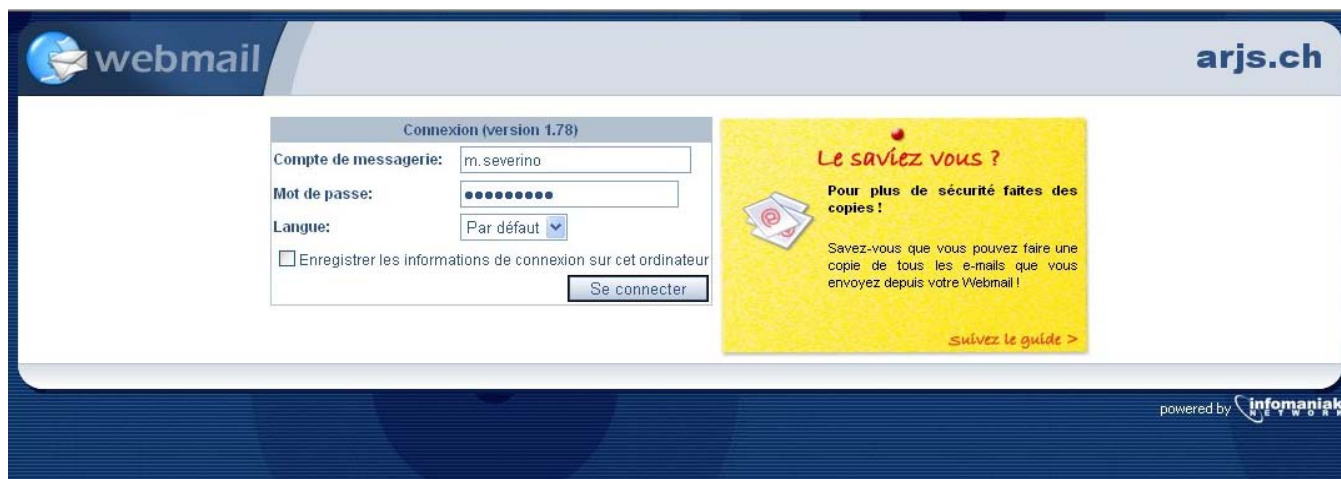 webmail
arjs.ch
Connexion (version 1.78)
Compte de messagerie: m.severino
Mot de passe: ●●●●●●●●●
Langue: Par défaut
Enregistrer les informations de connexion sur cet ordinateur
Se connecter
Le saviez vous ?
Pour plus de sécurité faites des
copies !
Savez-vous que vous pouvez faire une
copie de tous les e-mails que vous
envoyez depuis votre Webmail !
suivez le guide >
powered by infomaniak
NETWORK